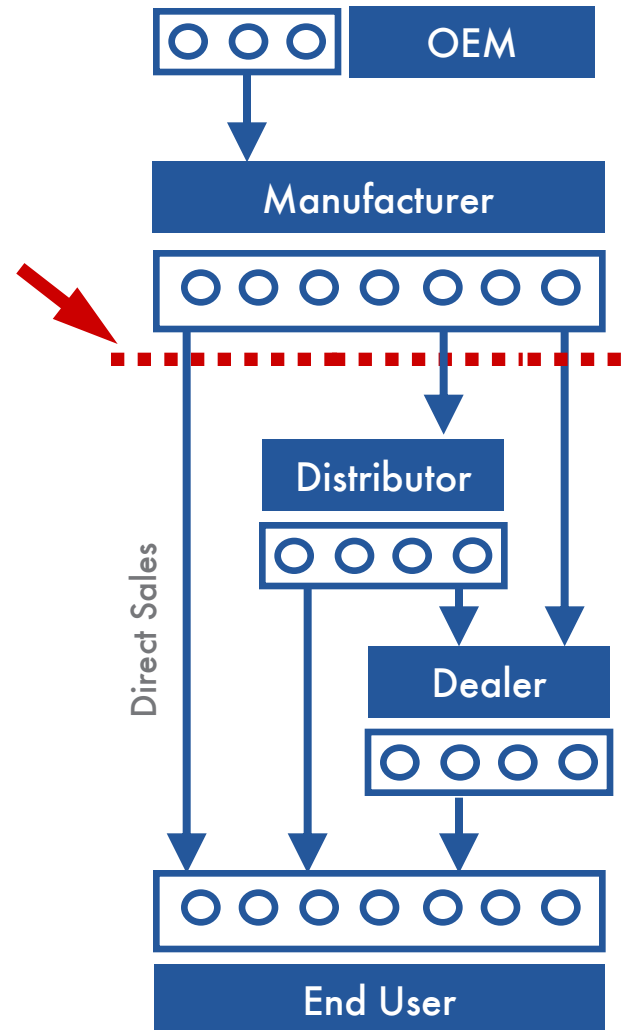 OEM
Manufacturer
Distributor
Direct Sales
Dealer
End User